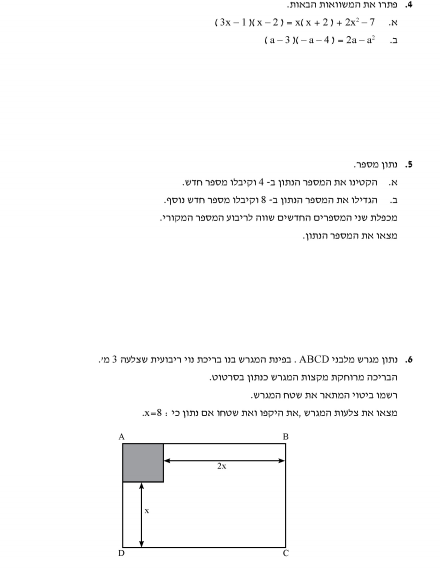 4. פתרו את המשוואות הבאות.
א. (3x – 1)(x – 2) = x(x + 2) + 2x² – 7
ב. (a – 3)(– a – 4) = 2a – a²
5. נתון מספר.
א. הקטינו את המספר הנתון ב- 4 וקיבלו מספר חדש.
ב. הגדילו את המספר הנתון ב- 8 וקיבלו מספר חדש נוסף.
מכפלת שני המספרים החדשים שווה לריבוע המספר המקורי.
מצאו את המספר הנתון.
6. נתון מגרש מלבני ABCD . בפינת המגרש בנו בריכת נוי ריבועית שצלעה 3 מ'.
הבריכה מרוחקת מקצות המגרש כנתון בסרטוט.
רשמו ביטוי המתאר את שטח המגרש.
מצאו את צלעות המגרש ,את היקפו ואת שטחו אם נתון כי : x=8.
A B
2x
x
D C